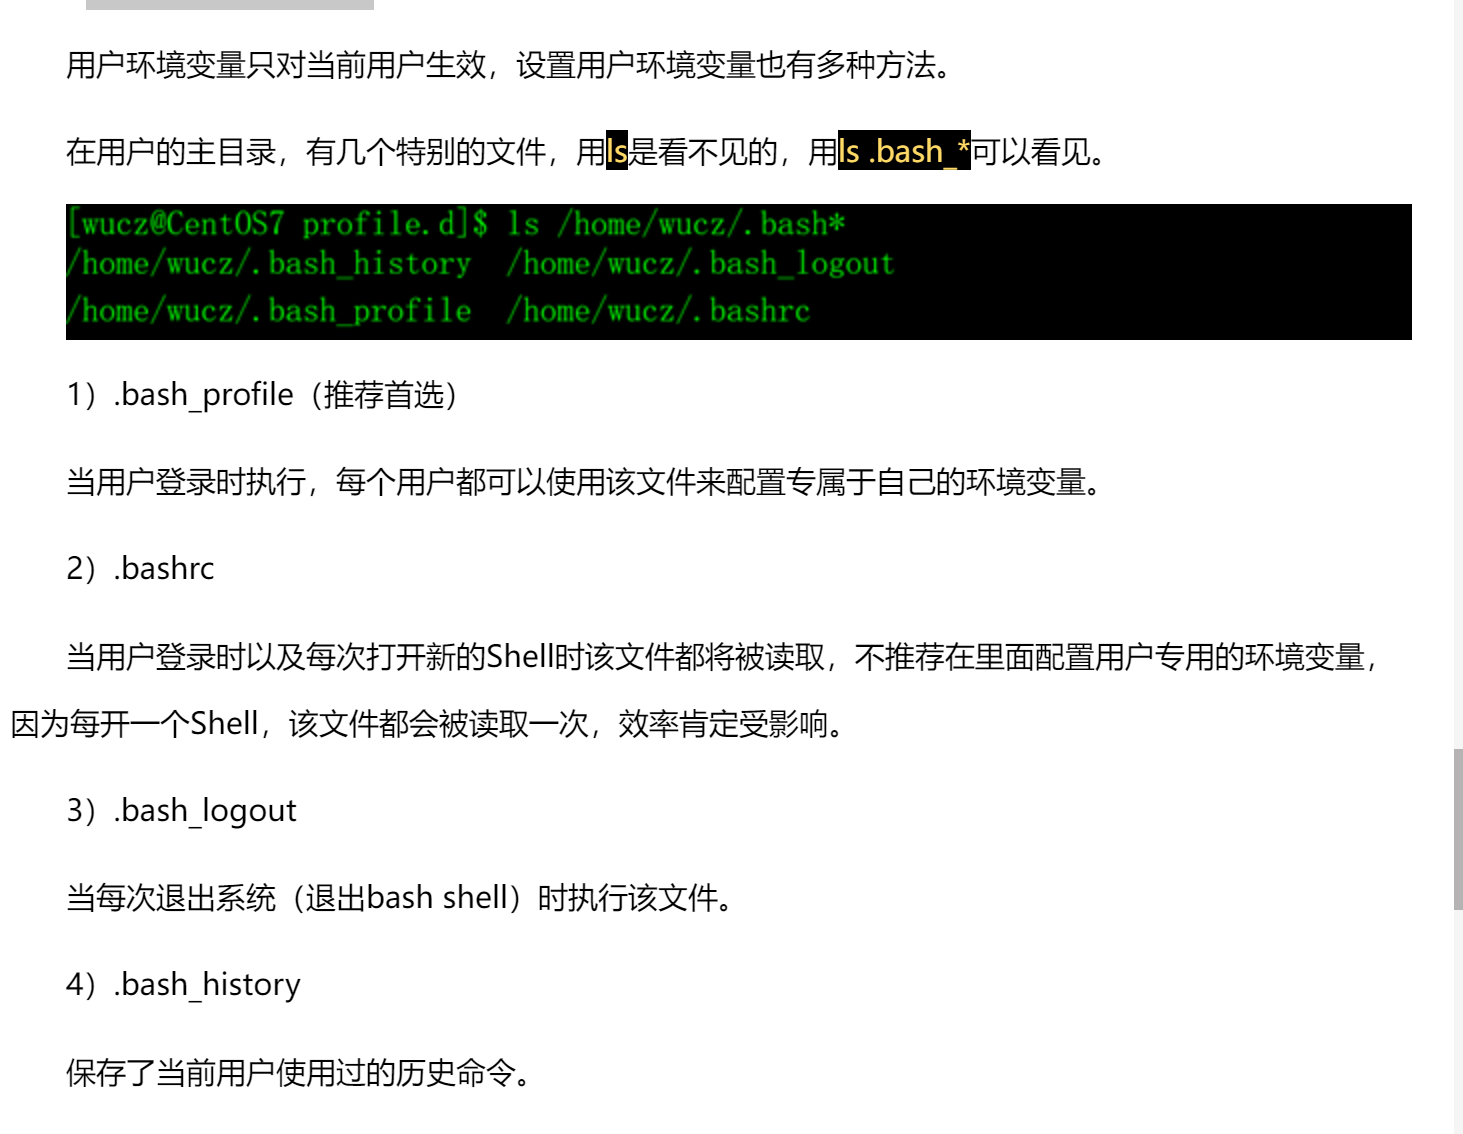 用户环境变量只对当前用户生效，设置用户环境变量也有多种方法。
在用户的主目录，有几个特别的文件，用ls是看不见的，用ls .bash_*可以看见。
[wucz@CentOS7 profile.d]$ ls /home/wucz/.bash*
/home/wucz/.bash_history  /home/wucz/.bash_logout
/home/wucz/.bash_profile  /home/wucz/.bashrc
1）.bash_profile（推荐首选）
当用户登录时执行，每个用户都可以使用该文件来配置专属于自己的环境变量。
2）.bashrc
当用户登录时以及每次打开新的Shell时该文件都将被读取，不推荐在里面配置用户专用的环境变量，
因为每开一个Shell，该文件都会被读取一次，效率肯定受影响。
3）.bash_logout
当每次退出系统（退出bash shell）时执行该文件。
4）.bash_history
保存了当前用户使用过的历史命令。